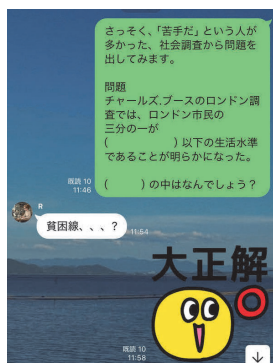 さっそく、「苦手だ」という人が
多かった、社会調査から問題を
出してみます。
問題
チャールズ.ブースのロンドン調
査では、ロンドン市民の
三分の一が
(　　　　　)以下の生活水準
であることが明らかになった。
(　　　)の中はなんでしょう？
既読 10
11:46
R
貧困線、、、？
11:54
大正解
既読 10
11:58